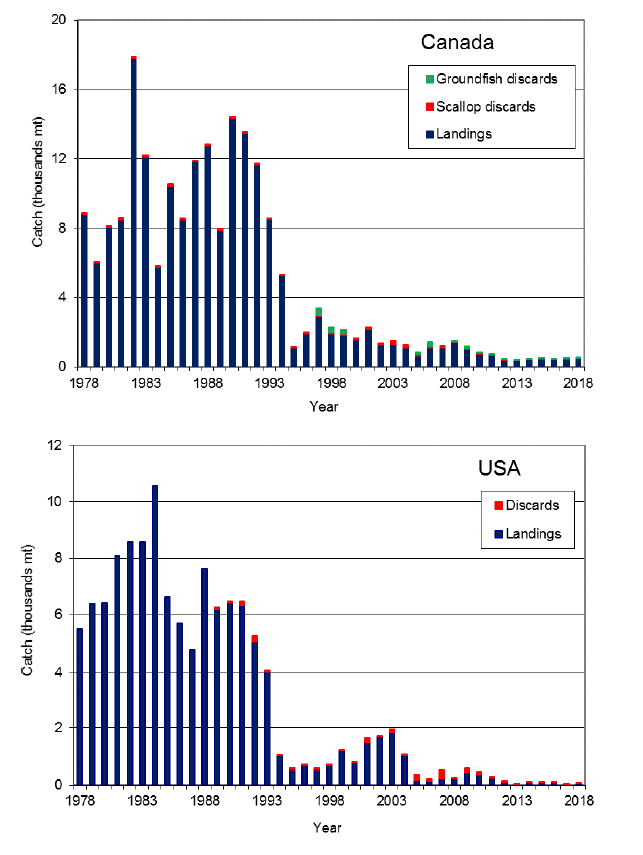 20
16
12
8
4
0
Catch (thousands mt)
Canada
Groundfish discards
Scallop discards
Landings
1978 1983 1988 1993 1998 2003 2008 2013 2018
Year
12
10
8
6
4
2
0
Catch (thousands mt)
USA
Discards
Landings
1978 1983 1988 1993 1998 2003 2008 2013 2018
Year